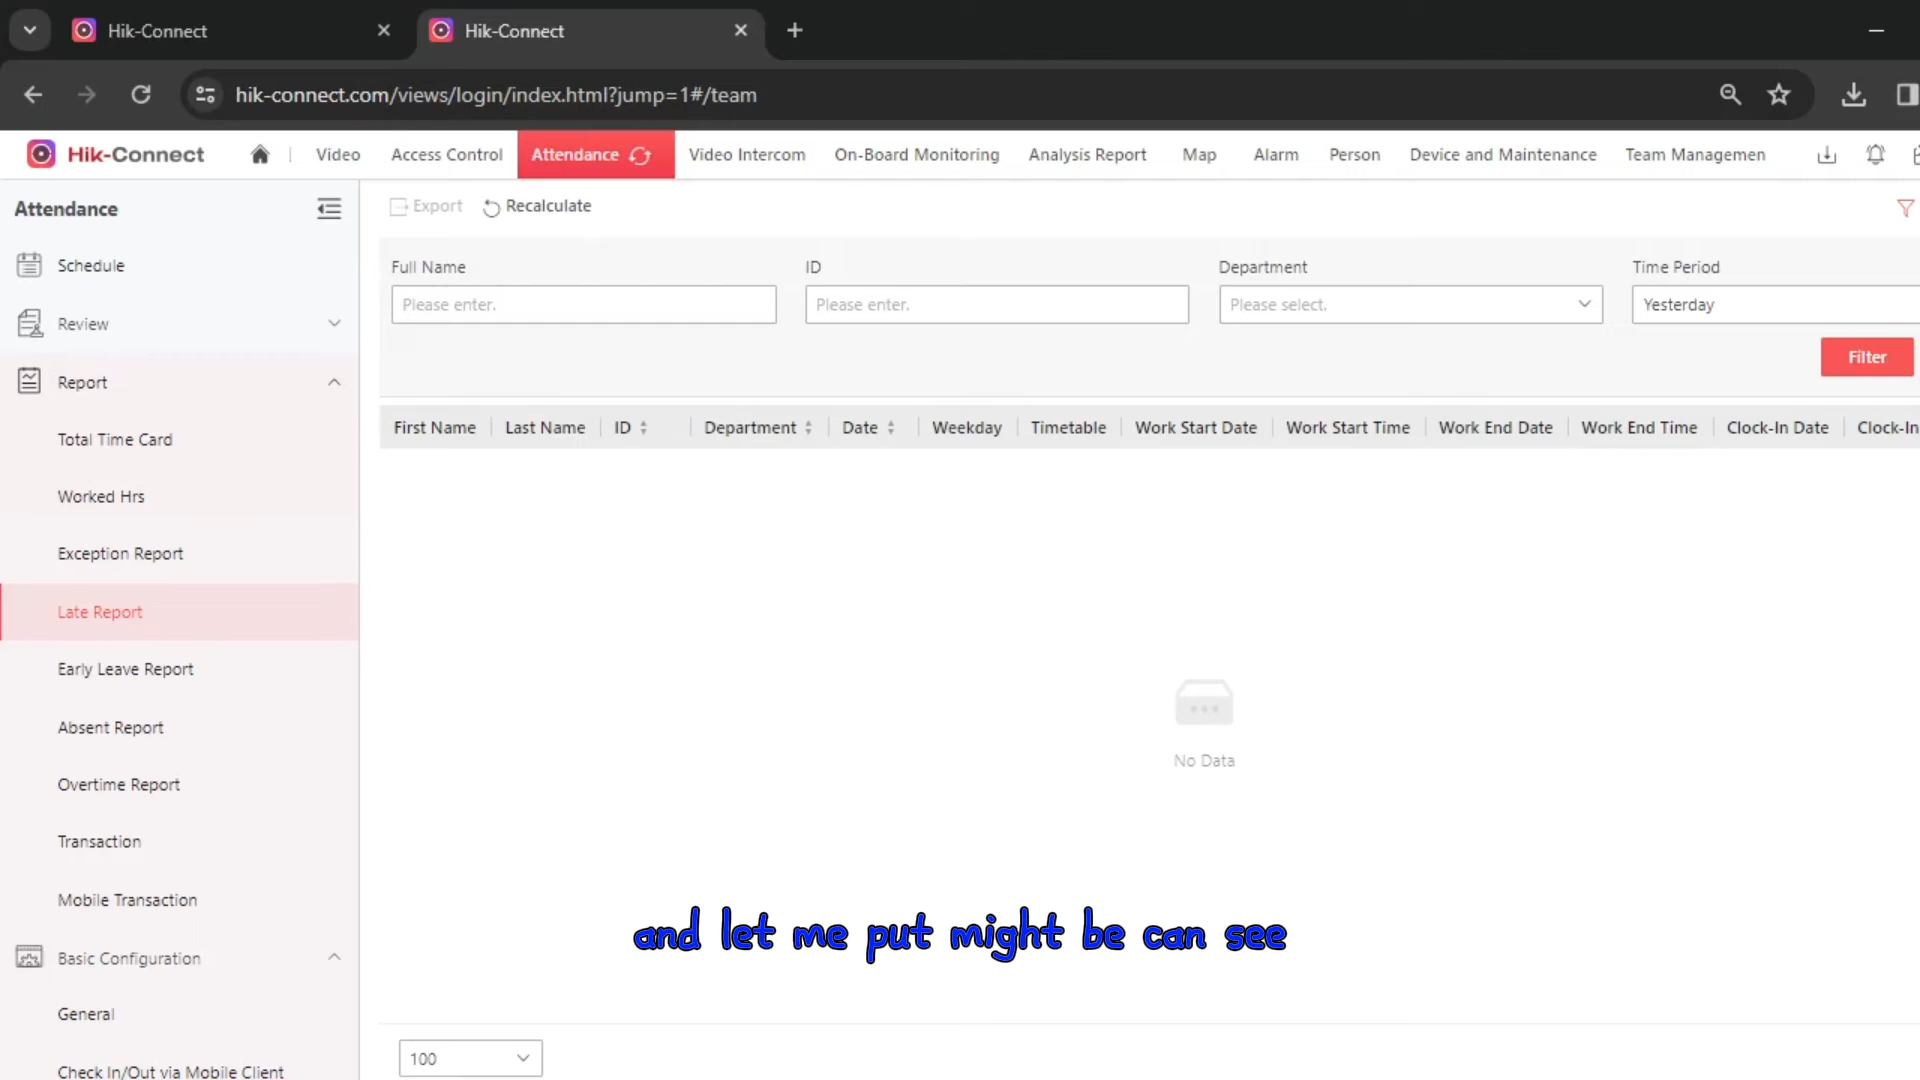 Hik-Connect
Hik-Connect
hik-connect.com/views/login/index.html?jump=1#/team
Hik-Connect
Video
Access Control
Attendance
Video Intercom
On-Board Monitoring
Analysis Report
Map
Alarm
Person
Device and Maintenance
Team Managemen
Attendance
Export
Recalculate
Schedule
Review
Report
Total Time Card
Worked Hrs
Exception Report
Late Report
Early Leave Report
Absent Report
Overtime Report
Transaction
Mobile Transaction
Basic Configuration
General
Check In/Out via Mobile Client
Full Name
ID
Department
Time Period
Please enter.
Please enter.
Please select.
Yesterday
Filter
First Name
Last Name
ID
Department
Date
Weekday
Timetable
Work Start Date
Work Start Time
Work End Date
Work End Time
Clock-In Date
Clock-In
No Data
and let me put might be can see
100